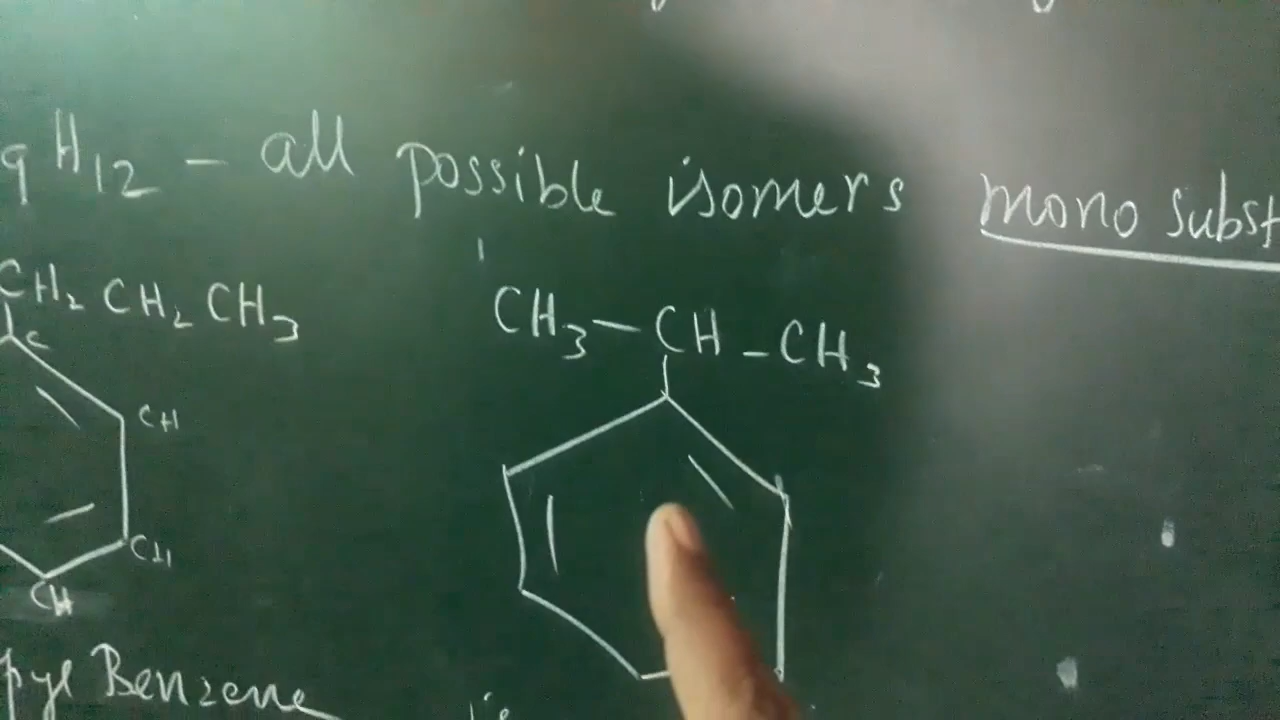 9H12 - all possible isomers mono subst
CH2 CH2 CH3
CH3 - CH - CH3
C
CH
CH
CH
pyl Benzene